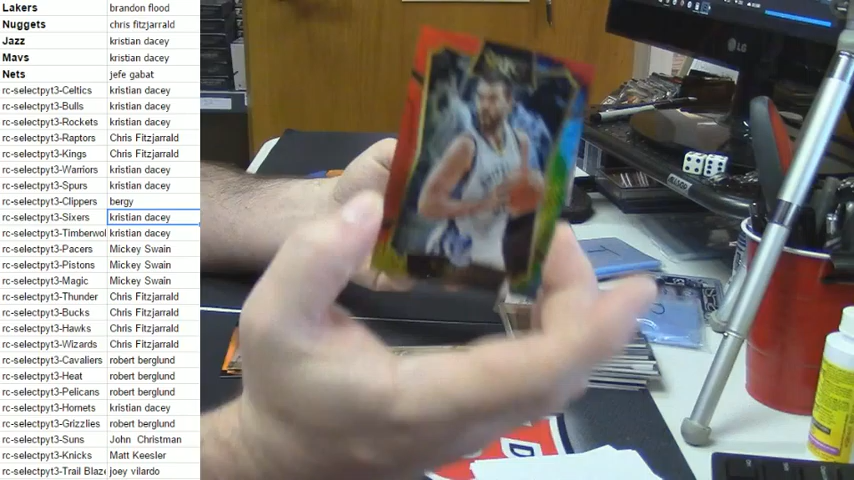 Lakers brandon flood
Nuggets chris fitzjarrald
Jazz kristian dacey
Mavs kristian dacey
Nets jefe gabat
rc-selectpyt3-Celtics kristian dacey
rc-selectpyt3-Bulls kristian dacey
rc-selectpyt3-Rockets kristian dacey
rc-selectpyt3-Raptors Chris Fitzjarrald
rc-selectpyt3-Kings Chris Fitzjarrald
rc-selectpyt3-Warriors kristian dacey
rc-selectpyt3-Spurs kristian dacey
rc-selectpyt3-Clippers bergy
rc-selectpyt3-Sixers kristian dacey
rc-selectpyt3-Timberwol kristian dacey
rc-selectpyt3-Pacers Mickey Swain
rc-selectpyt3-Pistons Mickey Swain
rc-selectpyt3-Magic Mickey Swain
rc-selectpyt3-Thunder Chris Fitzjarrald
rc-selectpyt3-Bucks Chris Fitzjarrald
rc-selectpyt3-Hawks Chris Fitzjarrald
rc-selectpyt3-Wizards Chris Fitzjarrald
rc-selectpyt3-Cavaliers robert berglund
rc-selectpyt3-Heat robert berglund
rc-selectpyt3-Pelicans robert berglund
rc-selectpyt3-Hornets kristian dacey
rc-selectpyt3-Grizzlies robert berglund
rc-selectpyt3-Suns John Christman
rc-selectpyt3-Knicks Matt Keesler
rc-selectpyt3-Trail Blaze joey vilardo
LG